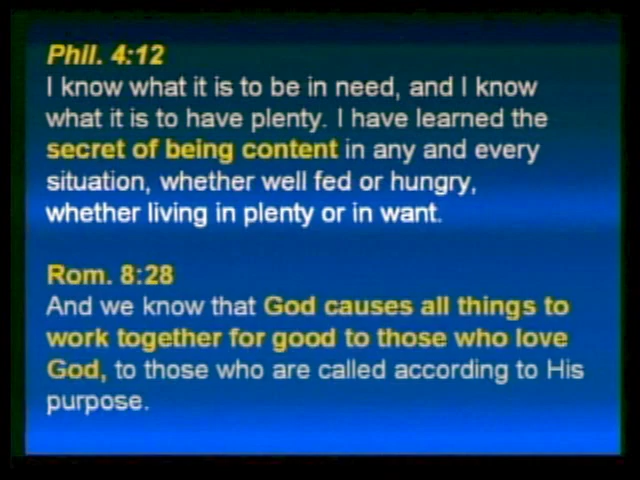 Phil. 4:12
I know what it is to be in need, and I know
what it is to have plenty. I have learned the
secret of being content in any and every
situation, whether well fed or hungry,
whether living in plenty or in want.
Rom. 8:28
And we know that God causes all things to
work together for good to those who love
God, to those who are called according to His
purpose.